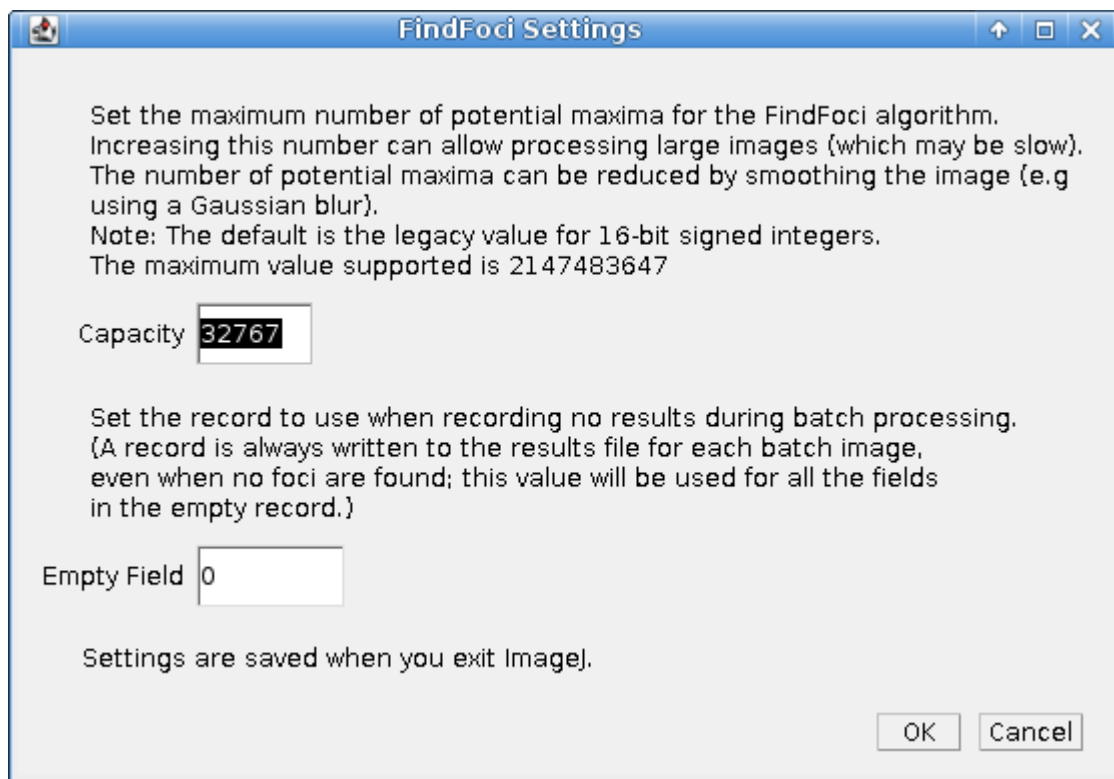 FindFoci Settings
Set the maximum number of potential maxima for the FindFoci algorithm.
Increasing this number can allow processing large images (which may be slow).
The number of potential maxima can be reduced by smoothing the image (e.g
using a Gaussian blur).
Note: The default is the legacy value for 16-bit signed integers.
The maximum value supported is 2147483647
Capacity 32767
Set the record to use when recording no results during batch processing.
(A record is always written to the results file for each batch image,
even when no foci are found; this value will be used for all the fields
in the empty record.)
Empty Field 0
Settings are saved when you exit ImageJ.
OK Cancel